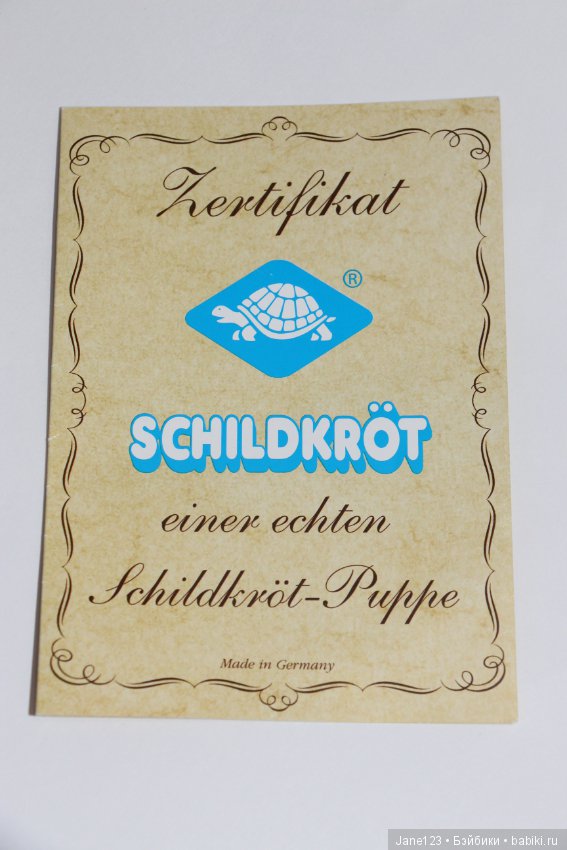 Zertifikat
®
SCHILDKRÖT
einer echten
Schildkröt-Puppe
Made in Germany
Jane123 • Бэйбики • babiki.ru